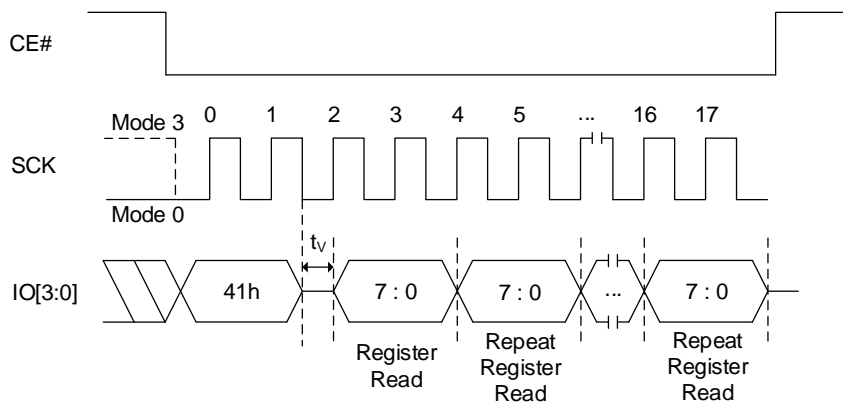 CE#
Mode 3 0 1 2 3 4 5 ... 16 17
SCK
Mode 0
tV
IO[3:0] 41h 7 : 0 7 : 0 ... 7 : 0
Register Read
Repeat Register Read
Repeat Register Read